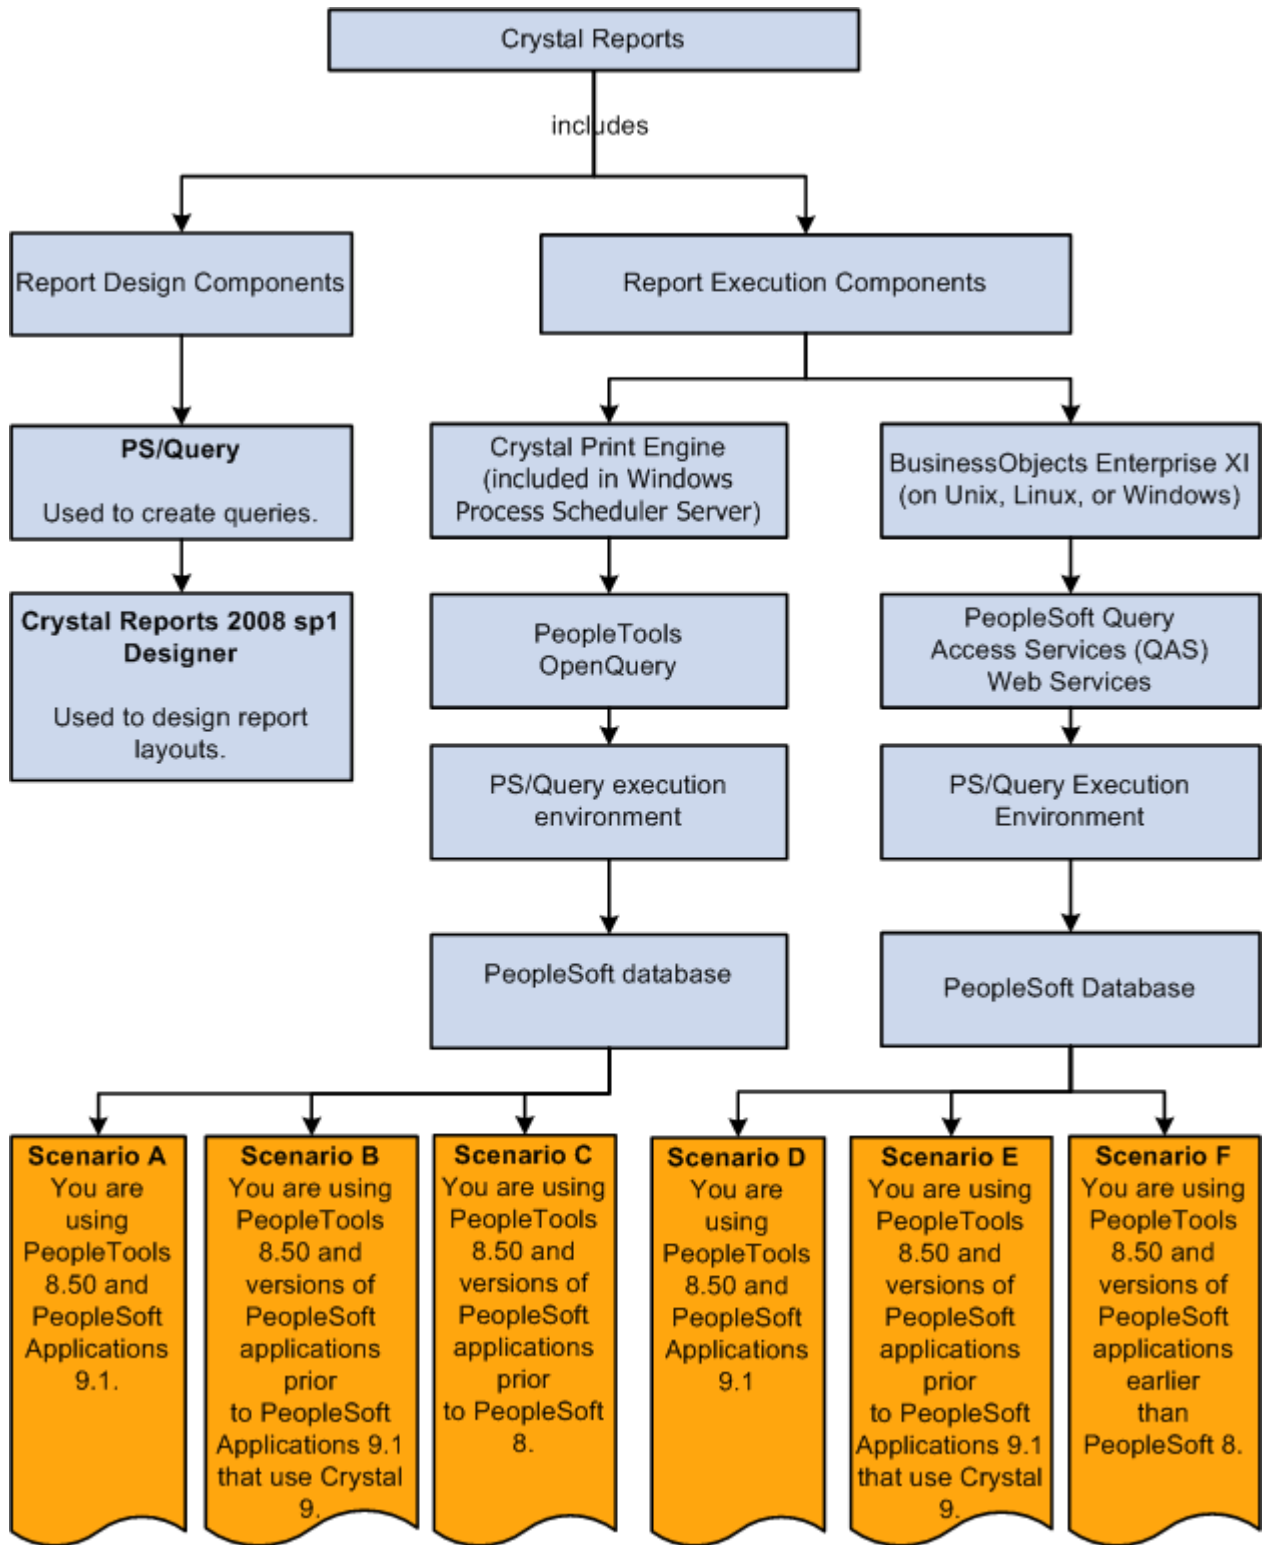 Crystal Reports
includes
Report Design Components
Report Execution Components
PS/Query
Used to create queries.
Crystal Reports 2008 sp1
Designer
Used to design report
layouts.
Crystal Print Engine
(included in Windows
Process Scheduler Server)
PeopleTools
OpenQuery
PS/Query execution
environment
PeopleSoft database
BusinessObjects Enterprise XI
(on Unix, Linux, or Windows)
PeopleSoft Query
Access Services (QAS)
Web Services
PS/Query Execution
Environment
PeopleSoft Database
Scenario A
You are
using
PeopleTools
8.50 and
PeopleSoft
Applications
9.1.
Scenario B
You are using
PeopleTools
8.50 and
versions of
PeopleSoft
applications
prior
to PeopleSoft
Applications 9.1
that use Crystal
9.
Scenario C
You are using
PeopleTools
8.50 and
versions of
PeopleSoft
applications
prior
to PeopleSoft
8.
Scenario D
You are
using
PeopleTools
8.50 and
PeopleSoft
Applications
9.1
Scenario E
You are using
PeopleTools
8.50 and
versions of
PeopleSoft
applications
prior
to PeopleSoft
Applications 9.1
that use Crystal
9.
Scenario F
You are using
PeopleTools
8.50 and
versions of
PeopleSoft
applications
earlier
than
PeopleSoft 8.